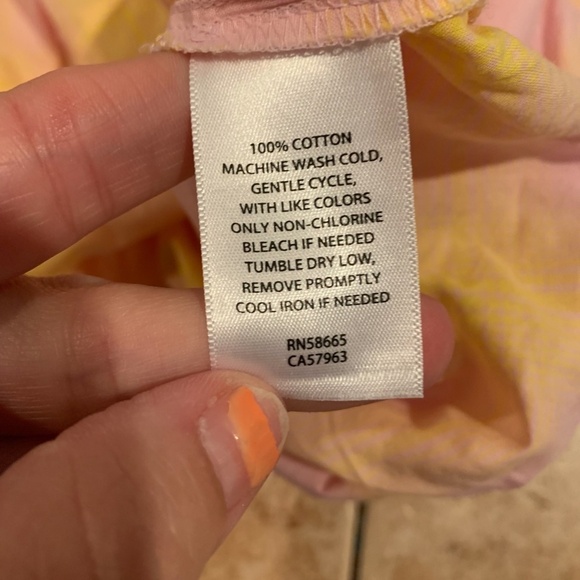 100% COTTON
MACHINE WASH COLD,
GENTLE CYCLE,
WITH LIKE COLORS
ONLY NON-CHLORINE
BLEACH IF NEEDED
TUMBLE DRY LOW,
REMOVE PROMPTLY
COOL IRON IF NEEDED
RN58665
CA57963